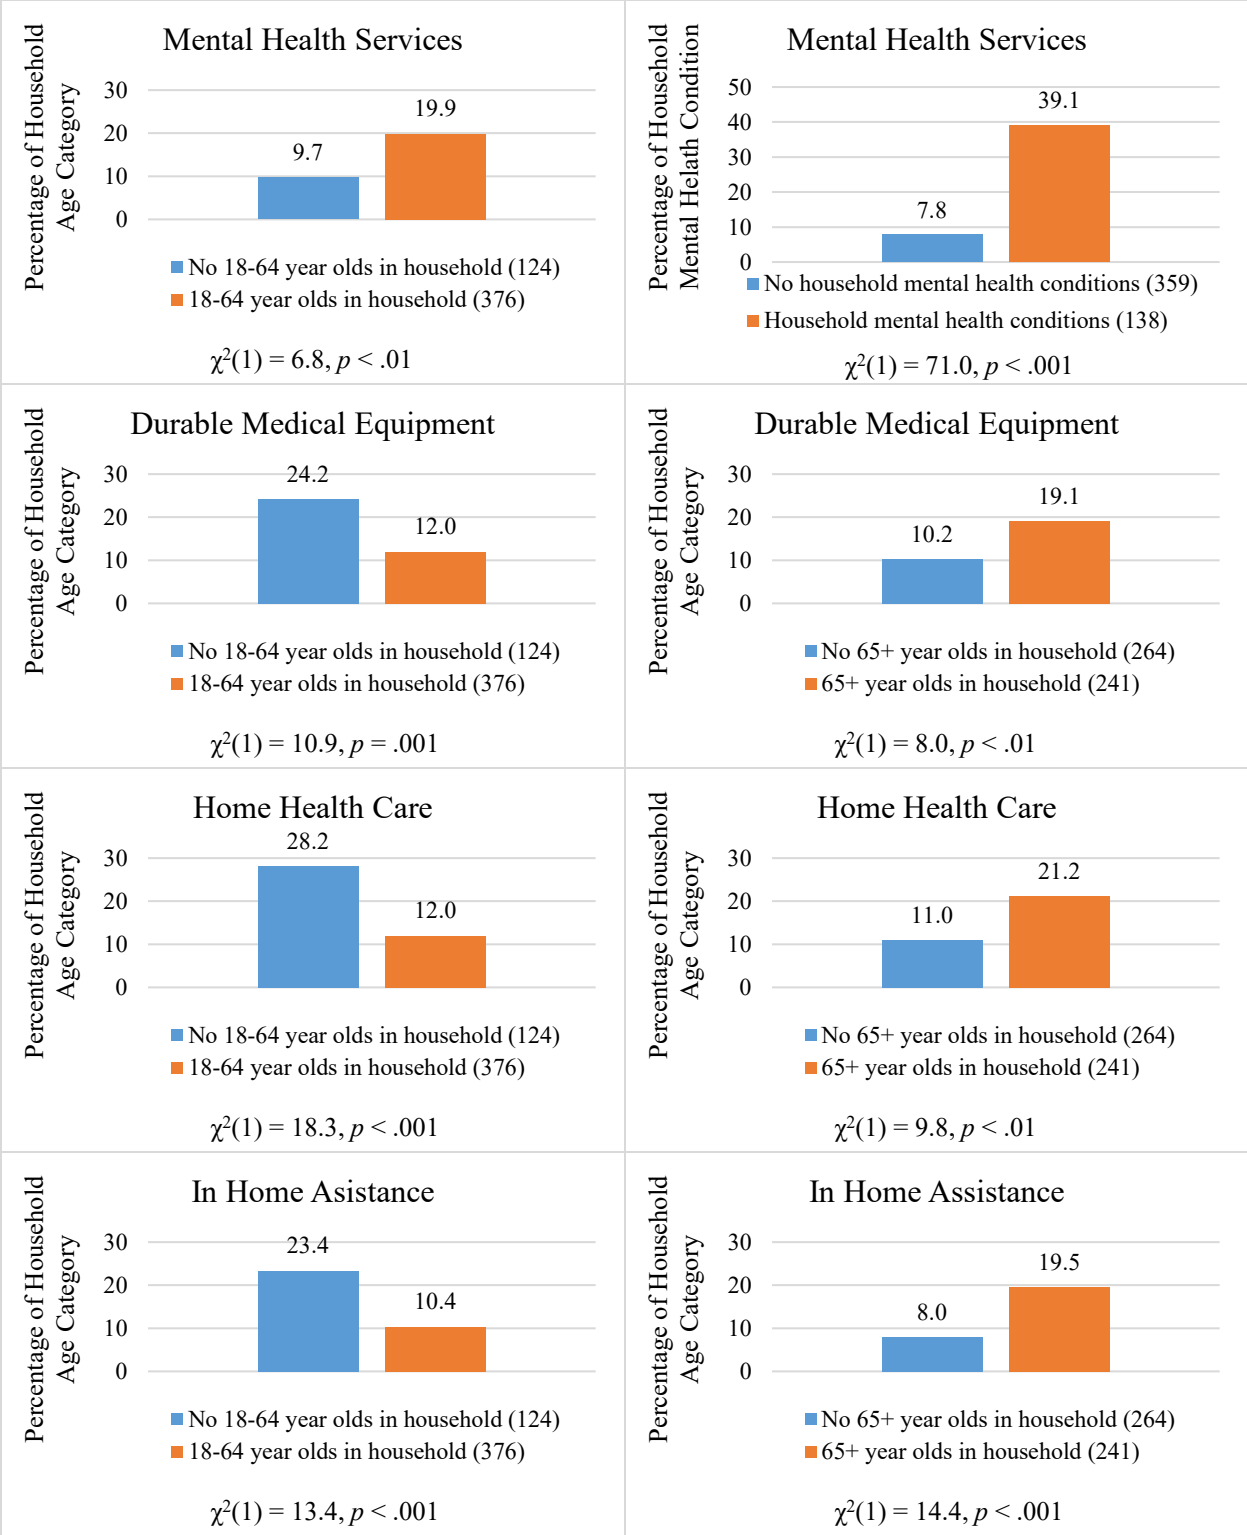 Mental Health Services
Percentage of Household
Age Category
30
20
10
0
9.7
19.9
No 18-64 year olds in household (124)
18-64 year olds in household (376)
χ²(1) = 6.8, p < .01
Mental Health Services
Percentage of Household
Mental Helath Condition
50
40
30
20
10
0
7.8
39.1
No household mental health conditions (359)
Household mental health conditions (138)
χ²(1) = 71.0, p < .001
Durable Medical Equipment
Percentage of Household
Age Category
30
20
10
0
24.2
12.0
No 18-64 year olds in household (124)
18-64 year olds in household (376)
χ²(1) = 10.9, p = .001
Durable Medical Equipment
Percentage of Household
Age Category
30
20
10
0
10.2
19.1
No 65+ year olds in household (264)
65+ year olds in household (241)
χ²(1) = 8.0, p < .01
Home Health Care
Percentage of Household
Age Category
30
20
10
0
28.2
12.0
No 18-64 year olds in household (124)
18-64 year olds in household (376)
χ²(1) = 18.3, p < .001
Home Health Care
Percentage of Household
Age Category
30
20
10
0
11.0
21.2
No 65+ year olds in household (264)
65+ year olds in household (241)
χ²(1) = 9.8, p < .01
In Home Asistance
Percentage of Household
Age Category
30
20
10
0
23.4
10.4
No 18-64 year olds in household (124)
18-64 year olds in household (376)
χ²(1) = 13.4, p < .001
In Home Assistance
Percentage of Household
Age Category
30
20
10
0
8.0
19.5
No 65+ year olds in household (264)
65+ year olds in household (241)
χ²(1) = 14.4, p < .001